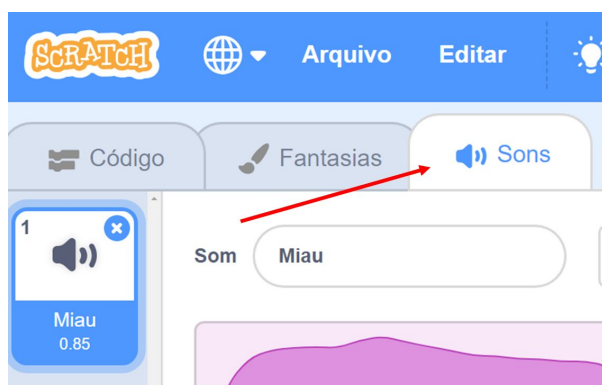 SCRATCH Arquivo Editar
Código Fantasias Sons
1
Som Miau
Miau
0.85